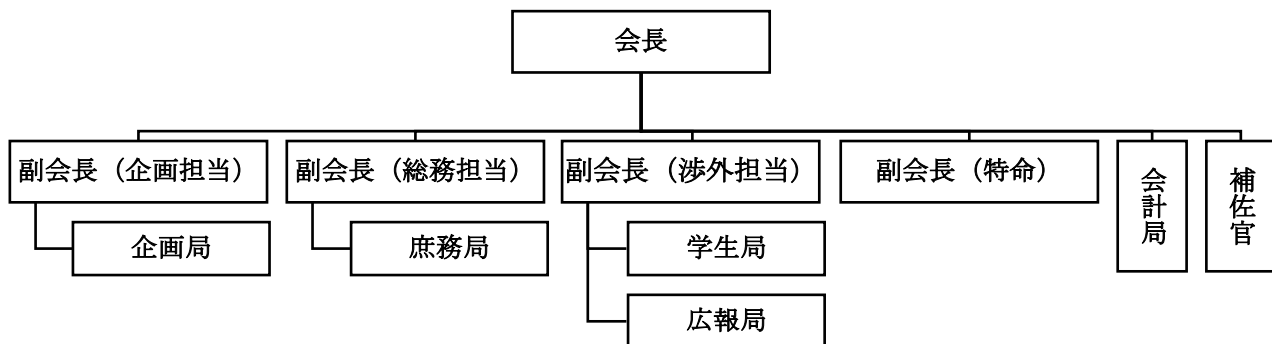 会長
副会長（企画担当）
副会長（総務担当）
副会長（渉外担当）
副会長（特命）
会計局
補佐官
企画局
庶務局
学生局
広報局